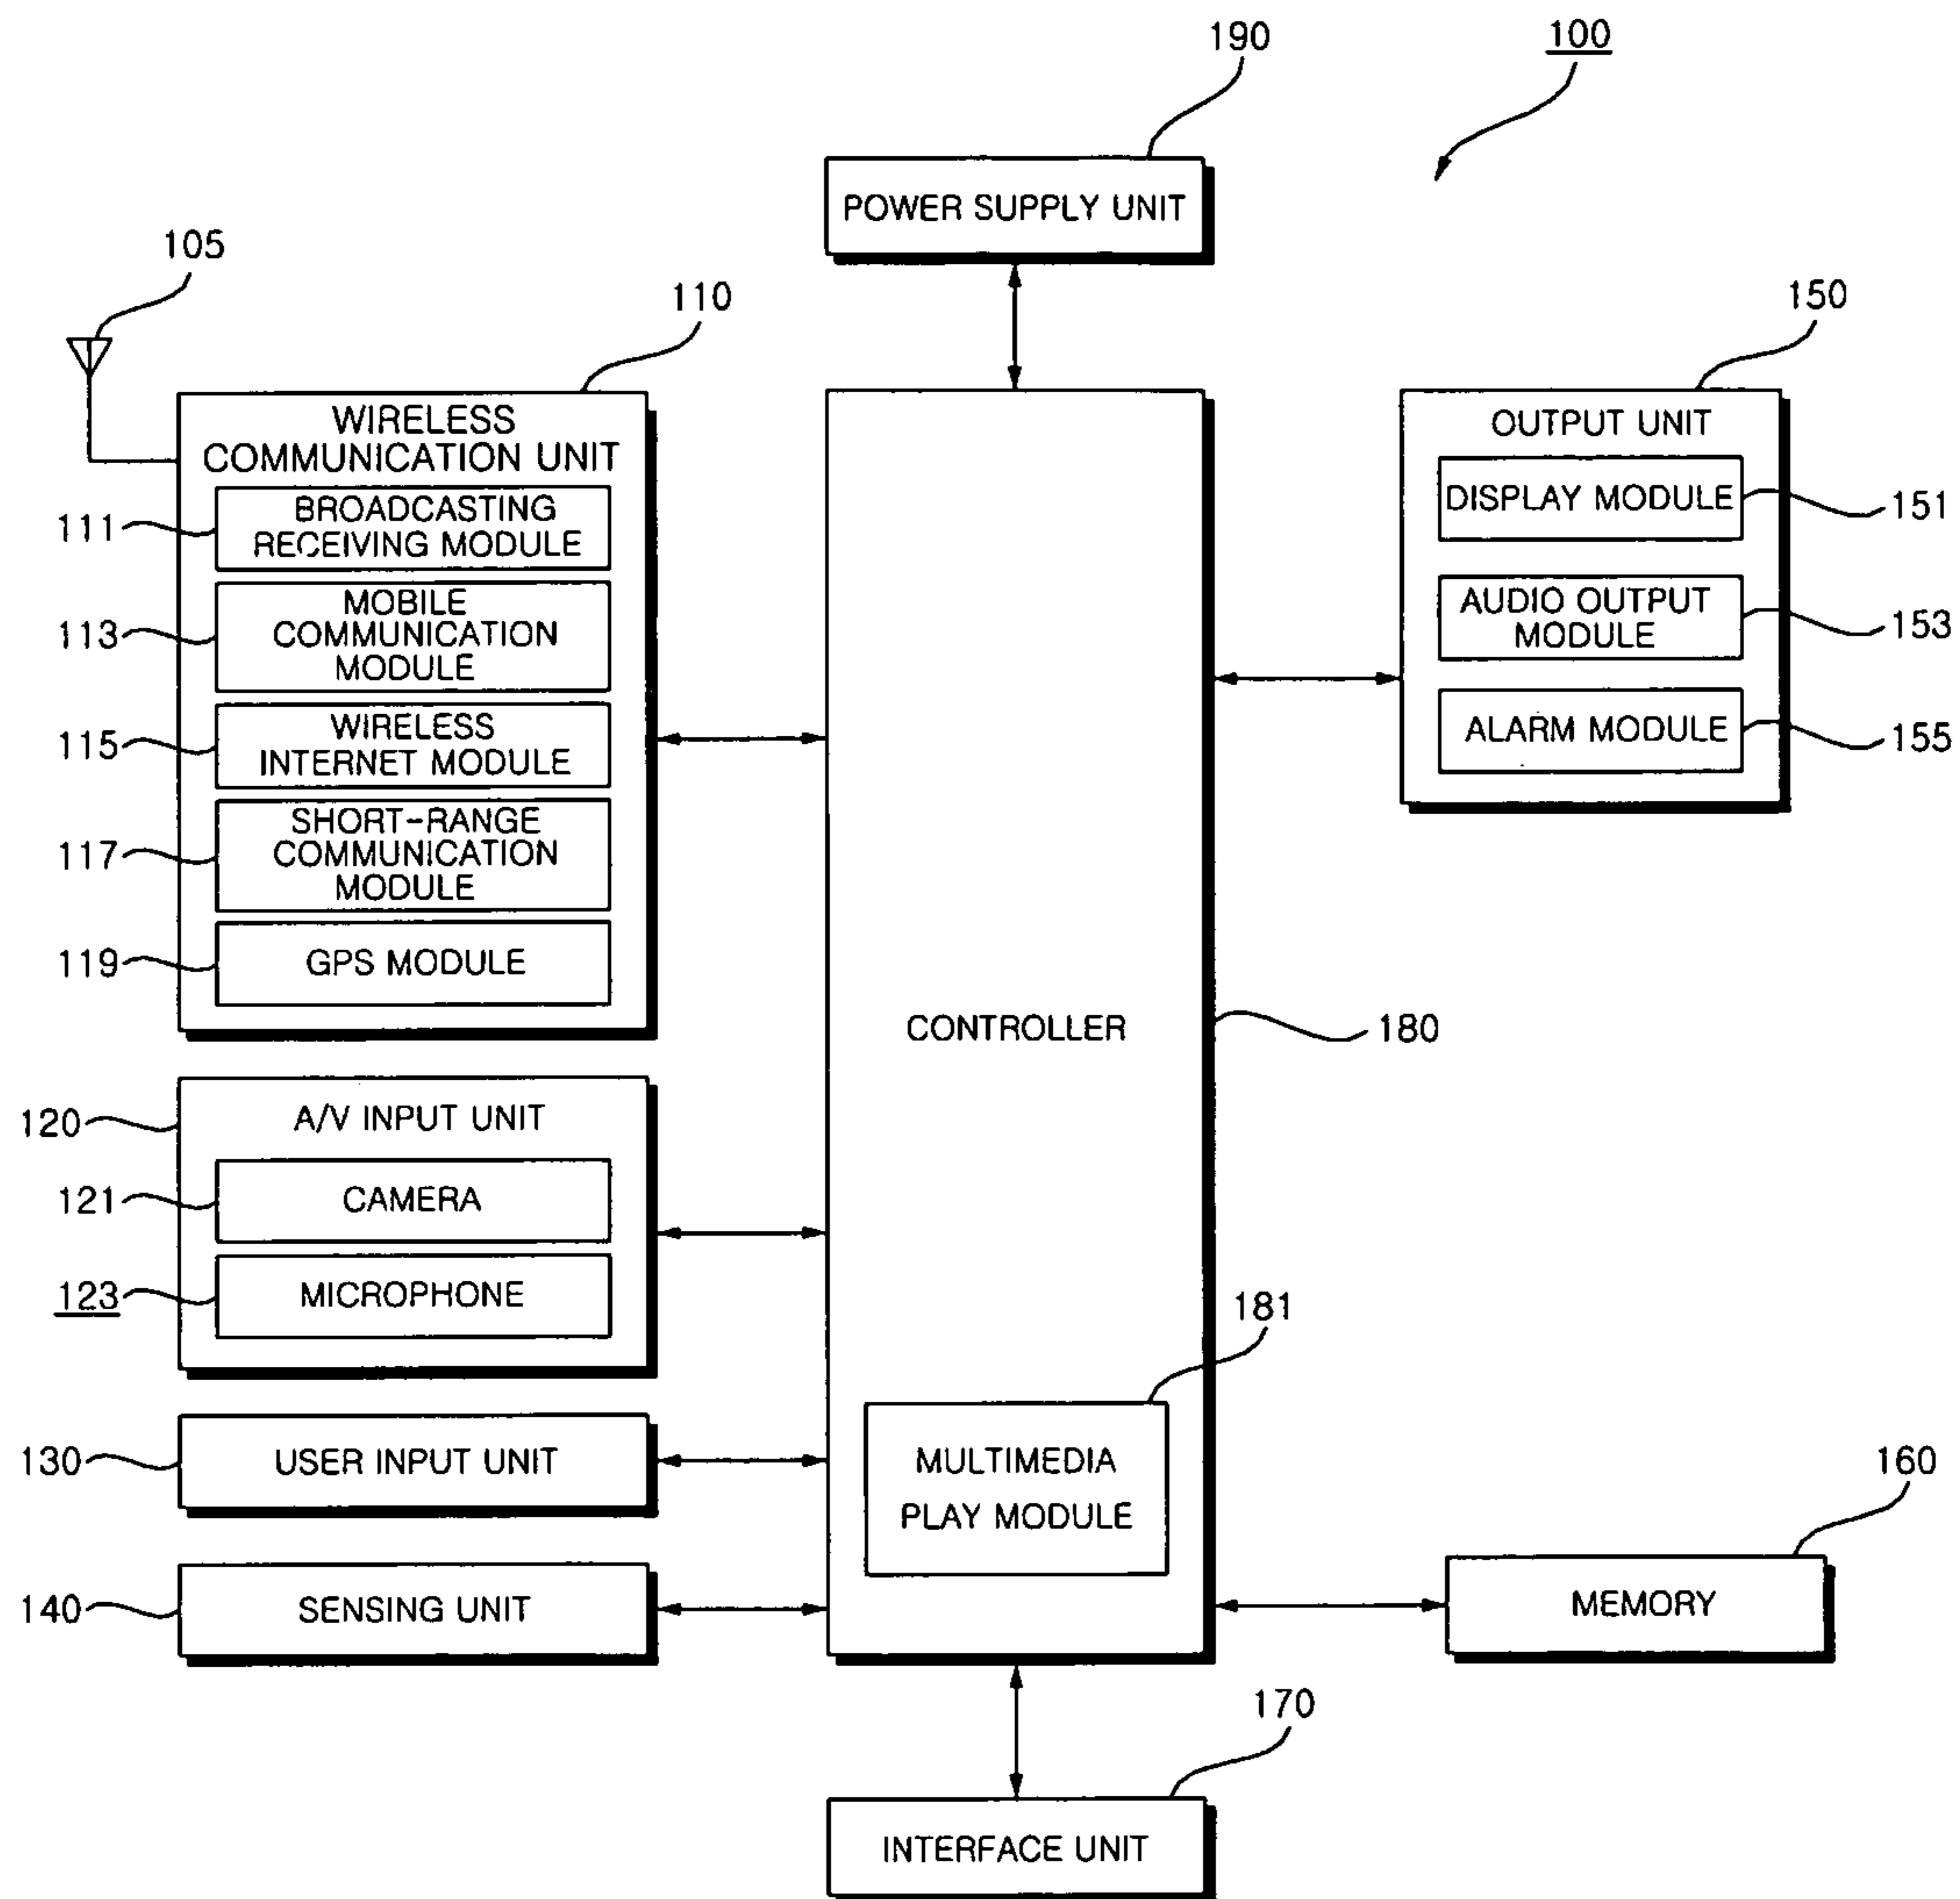 190
100
POWER SUPPLY UNIT
105
110
150
WIRELESS
COMMUNICATION UNIT
OUTPUT UNIT
111
BROADCASTING
RECEIVING MODULE
DISPLAY MODULE
151
113
MOBILE
COMMUNICATION
MODULE
AUDIO OUTPUT
MODULE
153
115
WIRELESS
INTERNET MODULE
ALARM MODULE
155
117
SHORT-RANGE
COMMUNICATION
MODULE
119
GPS MODULE
CONTROLLER
180
120
A/V INPUT UNIT
121
CAMERA
123
MICROPHONE
181
130
USER INPUT UNIT
MULTIMEDIA
PLAY MODULE
160
140
SENSING UNIT
MEMORY
170
INTERFACE UNIT